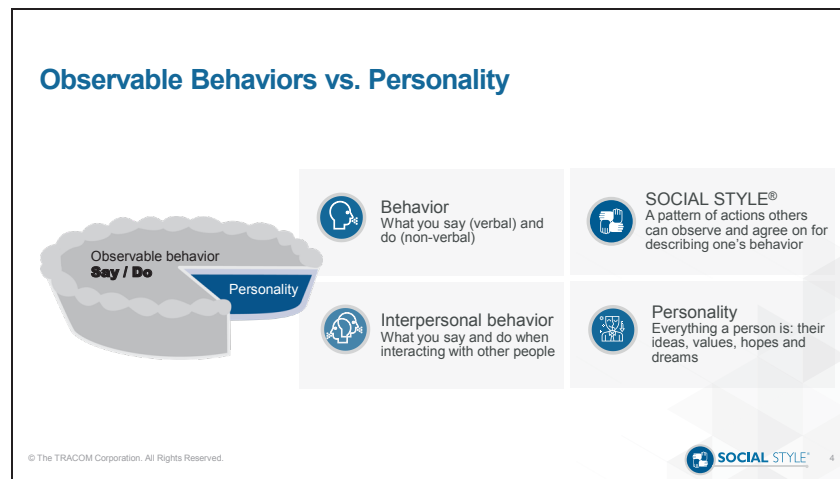 Observable Behaviors vs. Personality
Observable behavior
Say / Do
Personality
Behavior
What you say (verbal) and
do (non-verbal)
SOCIAL STYLE®
A pattern of actions others
can observe and agree on for
describing one’s behavior
Interpersonal behavior
What you say and do when
interacting with other people
Personality
Everything a person is: their
ideas, values, hopes and
dreams
© The TRACOM Corporation. All Rights Reserved.
SOCIAL STYLE®
4